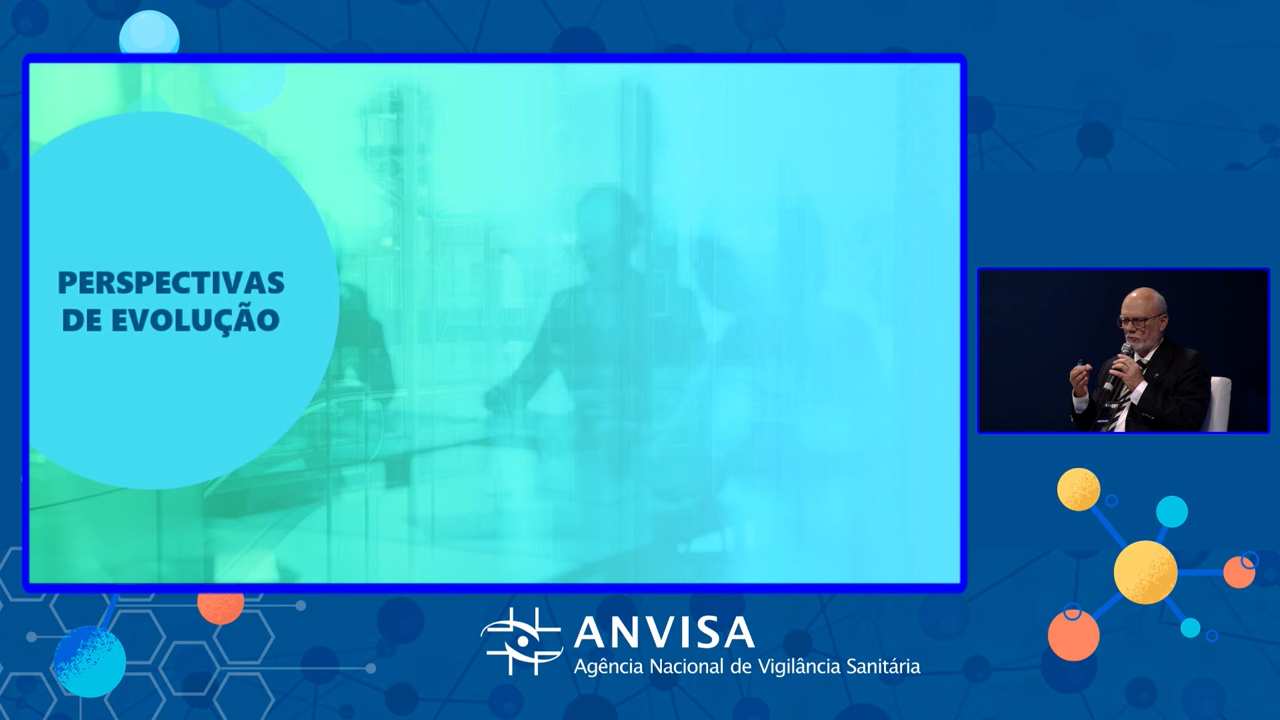 PERSPECTIVAS
DE EVOLUÇÃO
ANVISA
Agência Nacional de Vigilância Sanitária